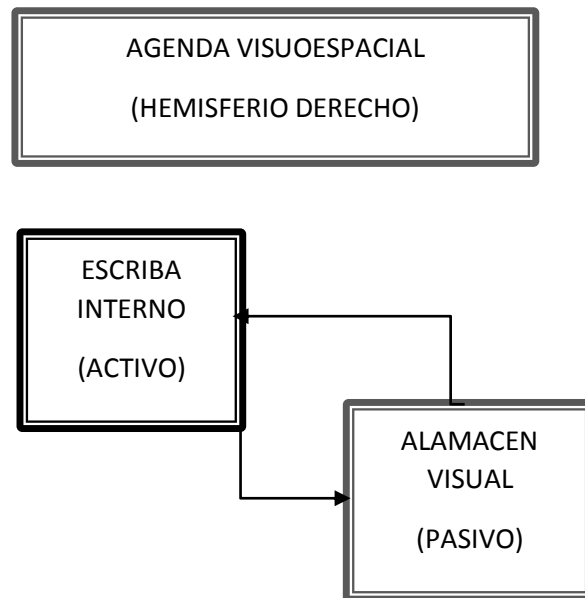 AGENDA VISUOESPACIAL
(HEMISFERIO DERECHO)
ESCRIBA
INTERNO
(ACTIVO)
ALAMACEN
VISUAL
(PASIVO)